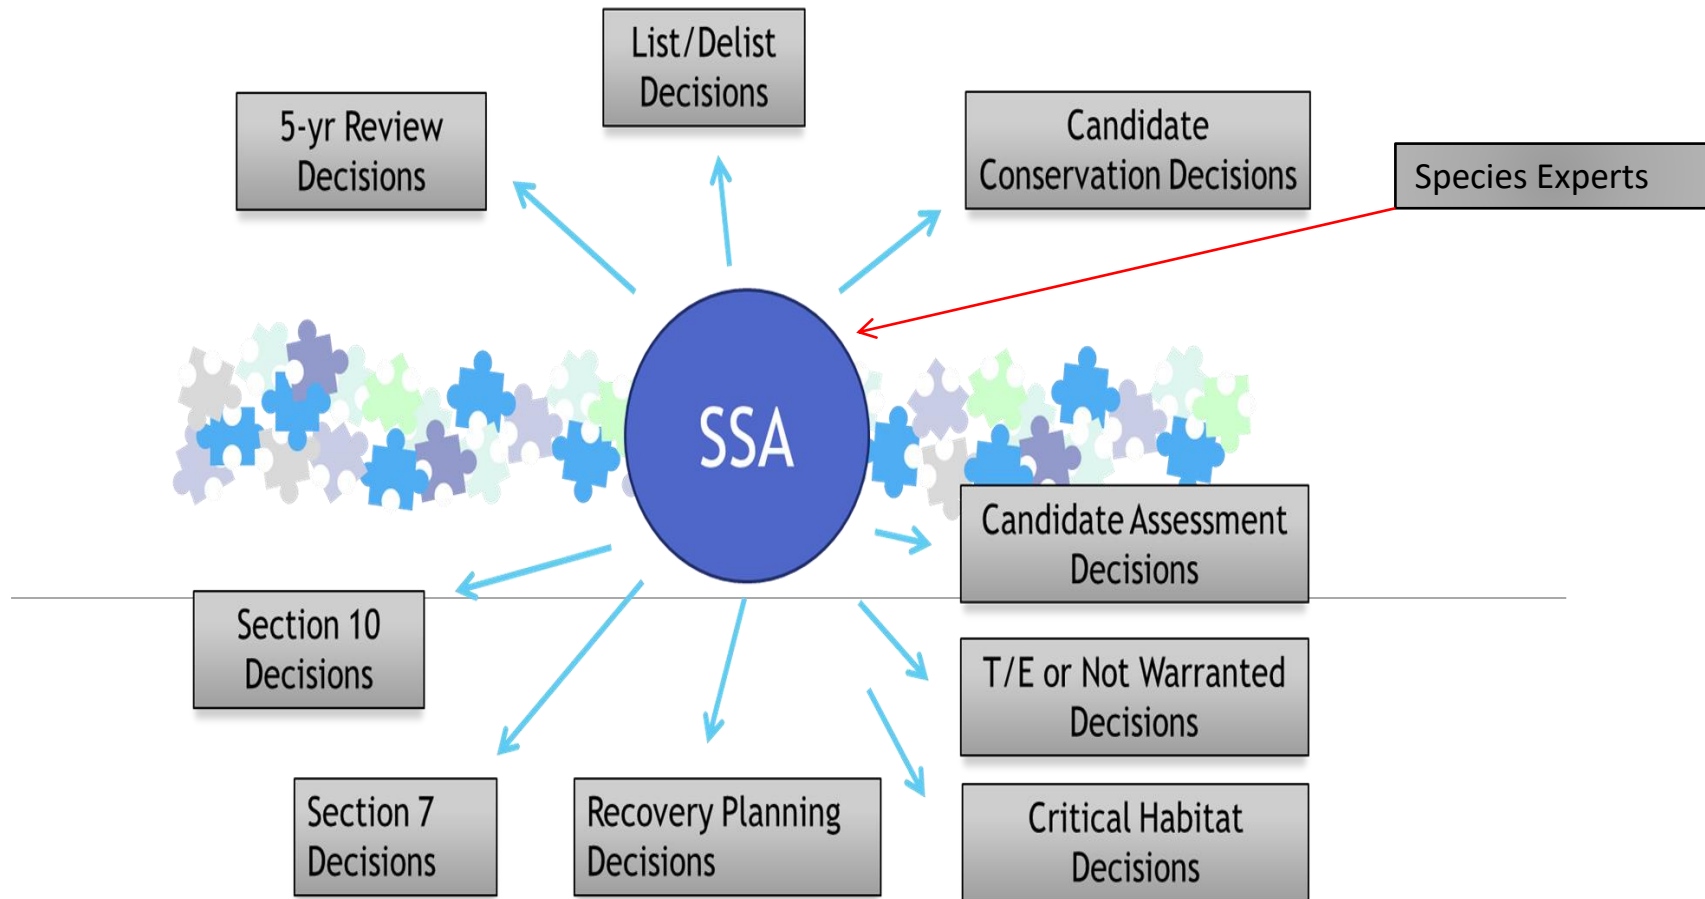 List/Delist
Decisions
5-yr Review
Decisions
Candidate
Conservation Decisions
Species Experts
SSA
Candidate Assessment
Decisions
Section 10
Decisions
T/E or Not Warranted
Decisions
Section 7
Decisions
Recovery Planning
Decisions
Critical Habitat
Decisions